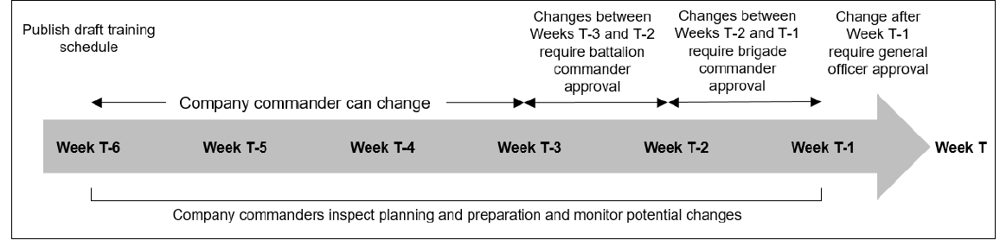 Publish draft training
schedule
Changes between
Weeks T-3 and T-2
require battalion
commander
approval
Changes between
Weeks T-2 and T-1
require brigade
commander
approval
Change after
Week T-1
require general
officer approval
Company commander can change
Week T-6
Week T-5
Week T-4
Week T-3
Week T-2
Week T-1
Week T
Company commanders inspect planning and preparation and monitor potential changes